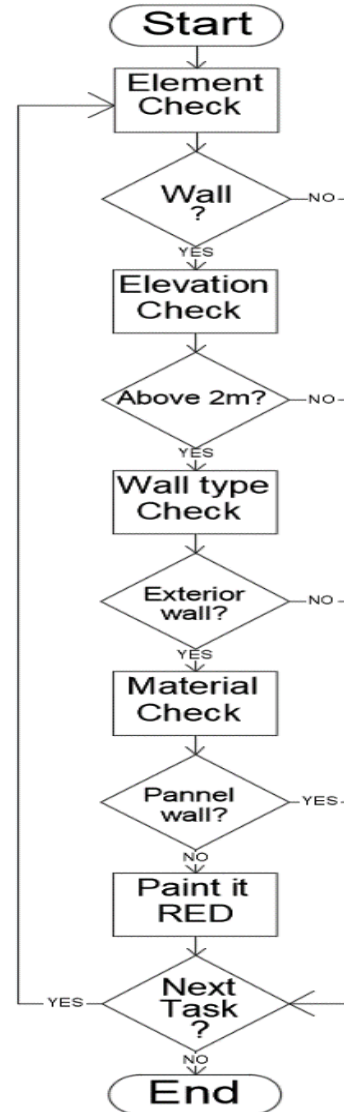 Start
Element
Check
Wall
?
NO
YES
Elevation
Check
Above 2m?
NO
YES
Wall type
Check
Exterior
wall?
NO
YES
Material
Check
Pannel
wall?
YES
NO
Paint it
RED
Next
Task
?
YES
NO
End